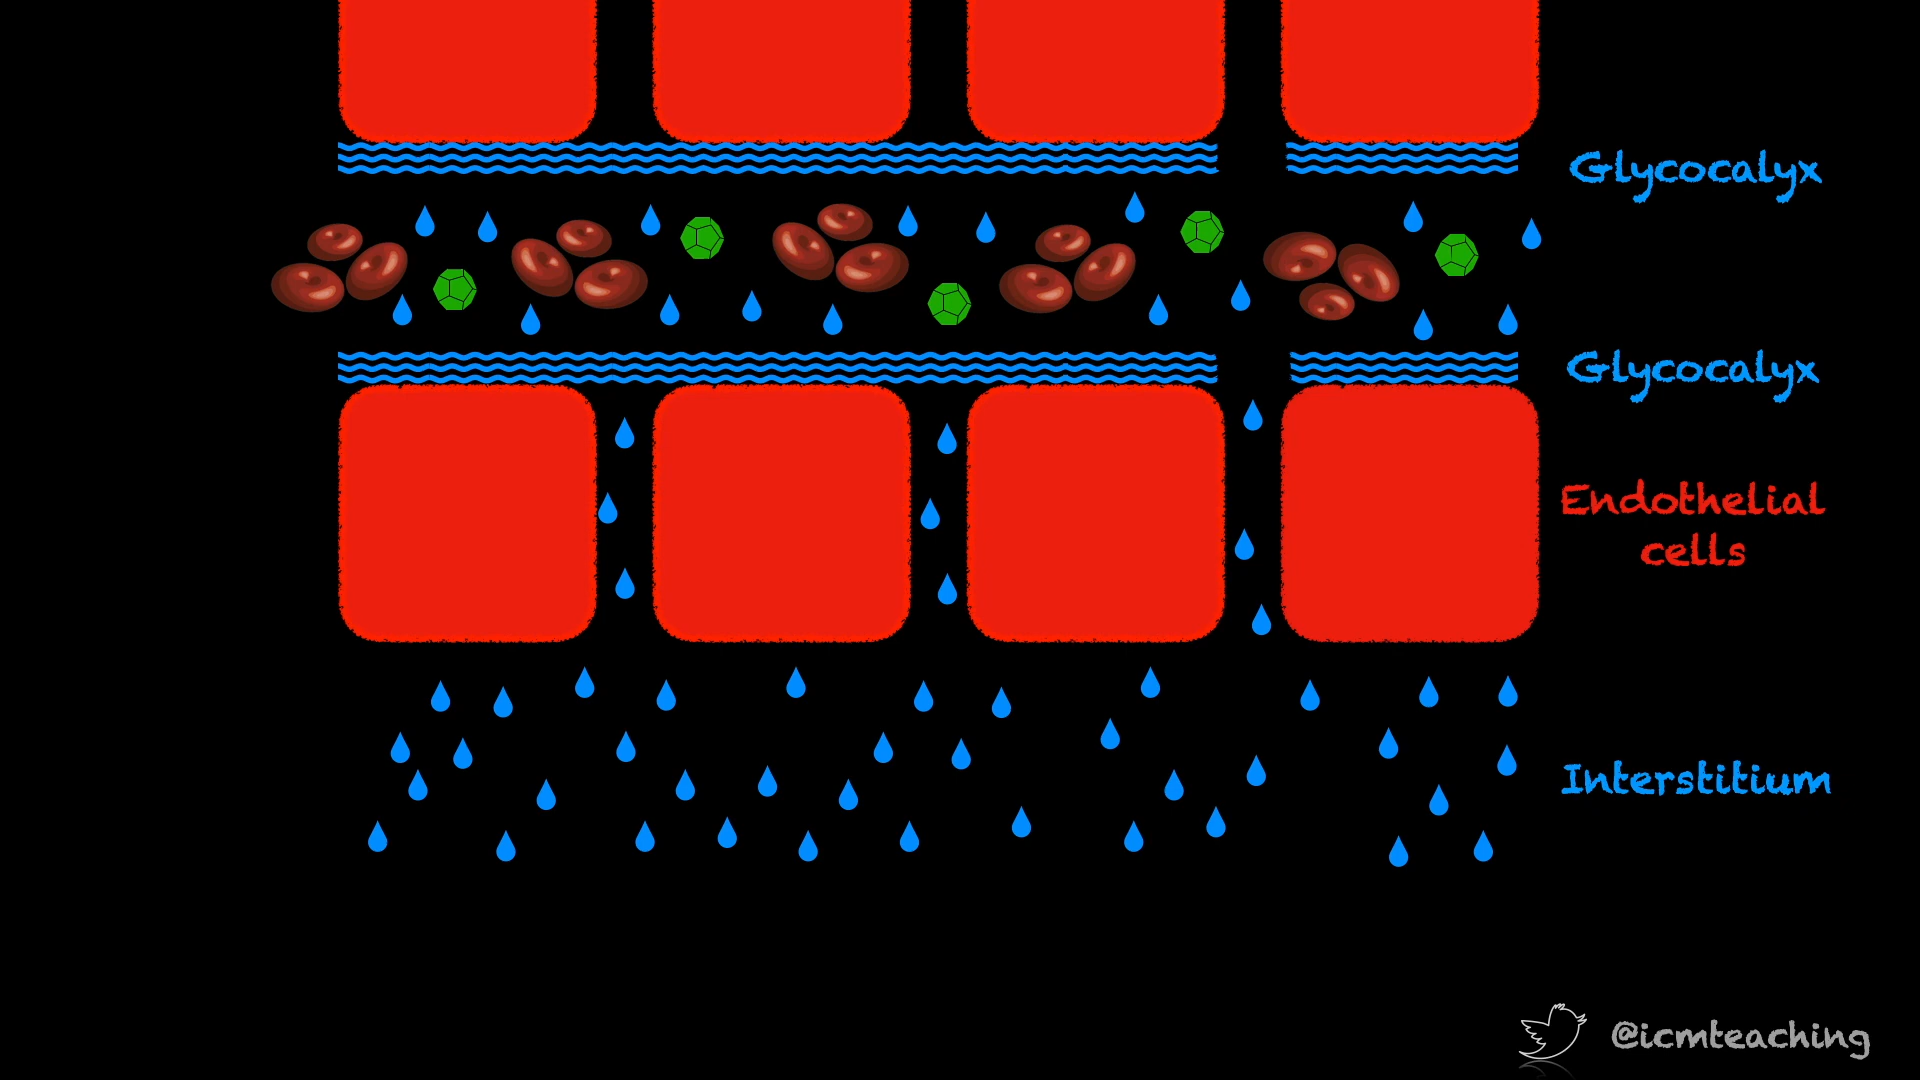 Glycocalyx
Glycocalyx
Endothelial
cells
Interstitium
@icmteaching